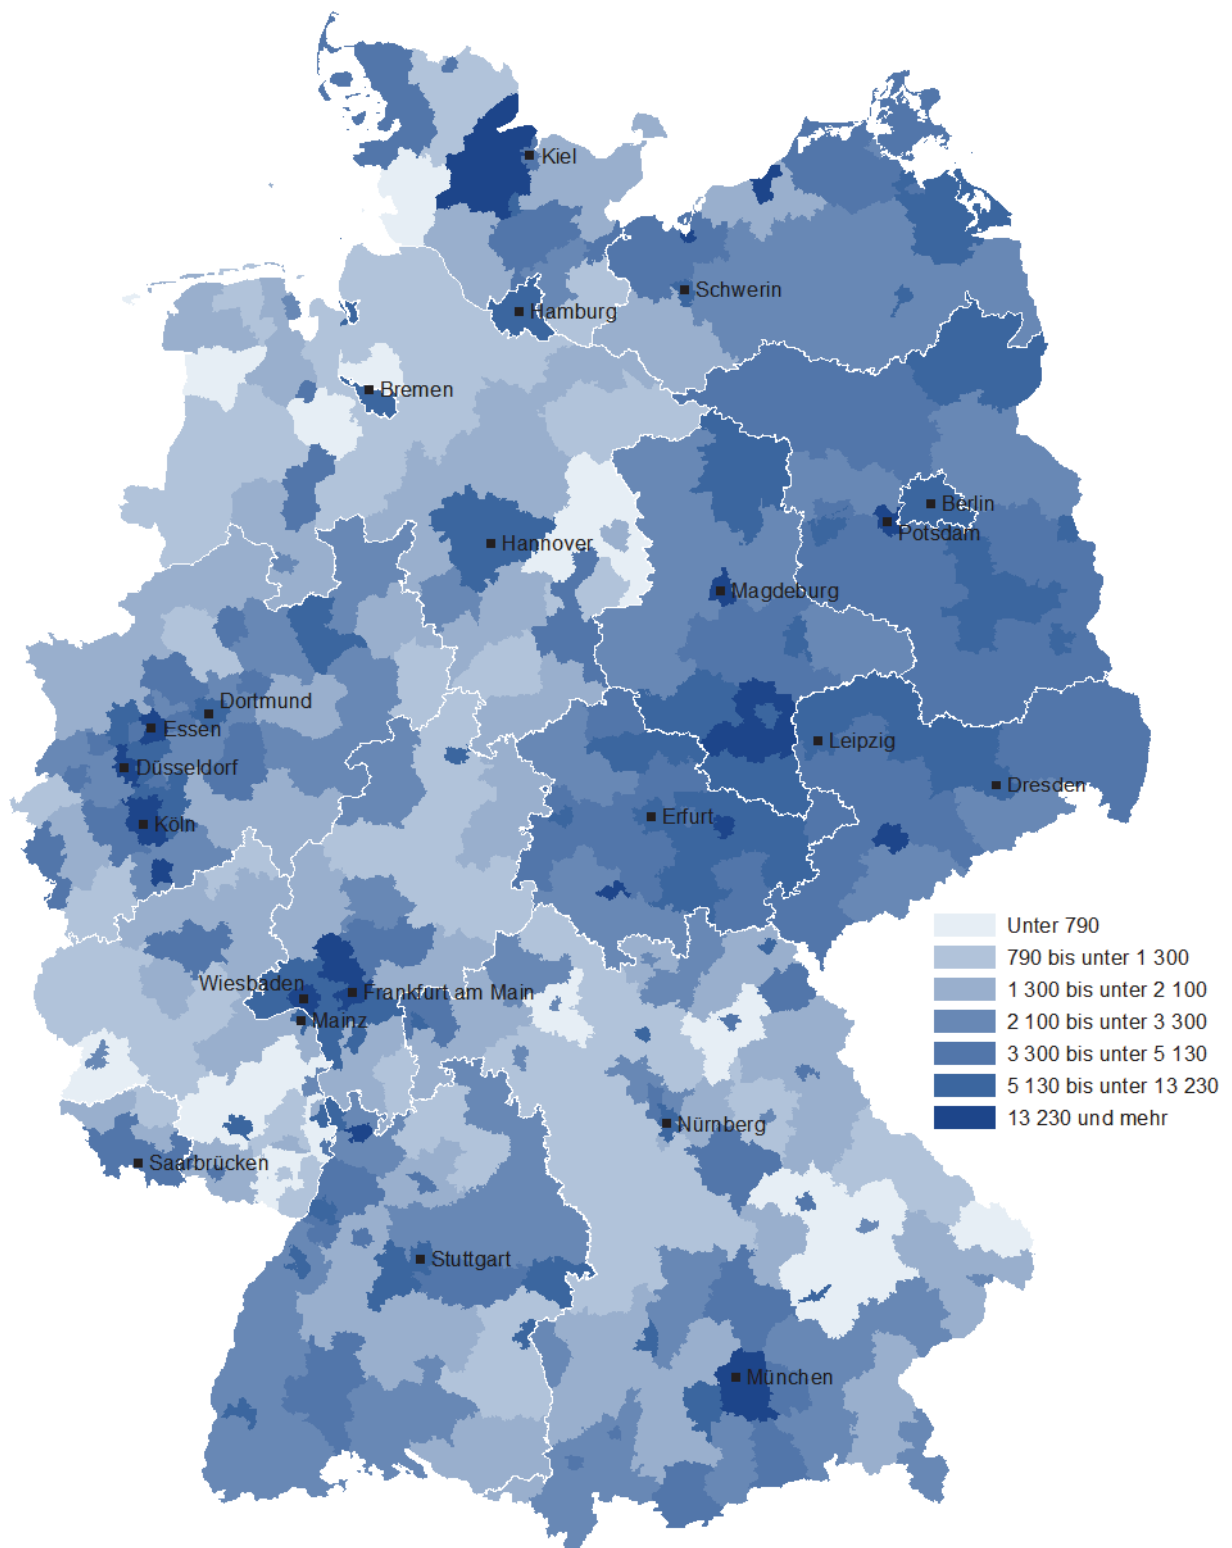 Kiel
Schwerin
Hamburg
Bremen
Berlin
Potsdam
Hannover
Magdeburg
Dortmund
Essen
Düsseldorf
Köln
Leipzig
Dresden
Erfurt
Wiesbaden
Frankfurt am Main
Mainz
Nürnberg
Saarbrücken
Stuttgart
München
Unter 790
790 bis unter 1 300
1 300 bis unter 2 100
2 100 bis unter 3 300
3 300 bis unter 5 130
5 130 bis unter 13 230
13 230 und mehr